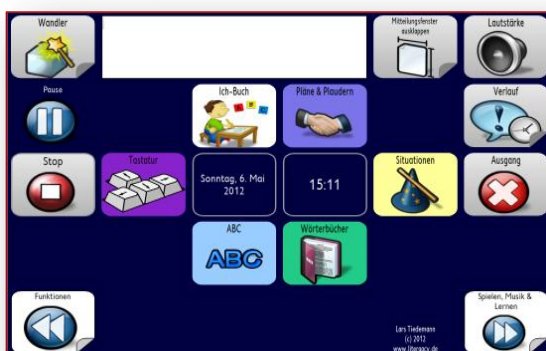 Wandler
Mitteilungsfenster
ausklappen
Lautstärke
Pause
Ich-Buch
Pläne & Plaudern
Verlauf
Stop
Tastatur
Sonntag, 6. Mai
2012
15:11
Situationen
Ausgang
ABC
ABC
Wörterbücher
Funktionen
Lars Tiedemann
(c) 2012
www.literacy.de
Spielen, Musik &
Lernen